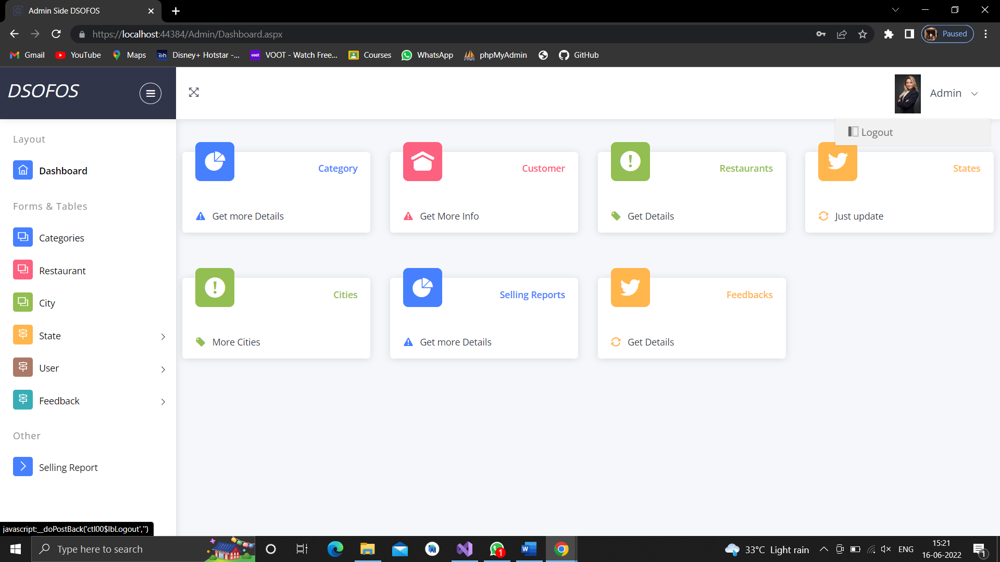 Admin Side DSOFOS
https://localhost:44384/Admin/Dashboard.aspx
Paused
Gmail
YouTube
Maps
Disney+ Hotstar -...
VOOT - Watch Free...
Courses
WhatsApp
phpMyAdmin
GitHub
DSOFOS
Admin
Logout
Layout
Dashboard
Forms & Tables
Categories
Restaurant
City
State
User
Feedback
Other
Selling Report
Category
Get more Details
Customer
Get More Info
Restaurants
Get Details
States
Just update
Cities
More Cities
Selling Reports
Get more Details
Feedbacks
Get Details
javascript:__doPostBack('ctl00$lbLogout','')
Type here to search
1
33°C Light rain
ENG
15:21
16-06-2022
1